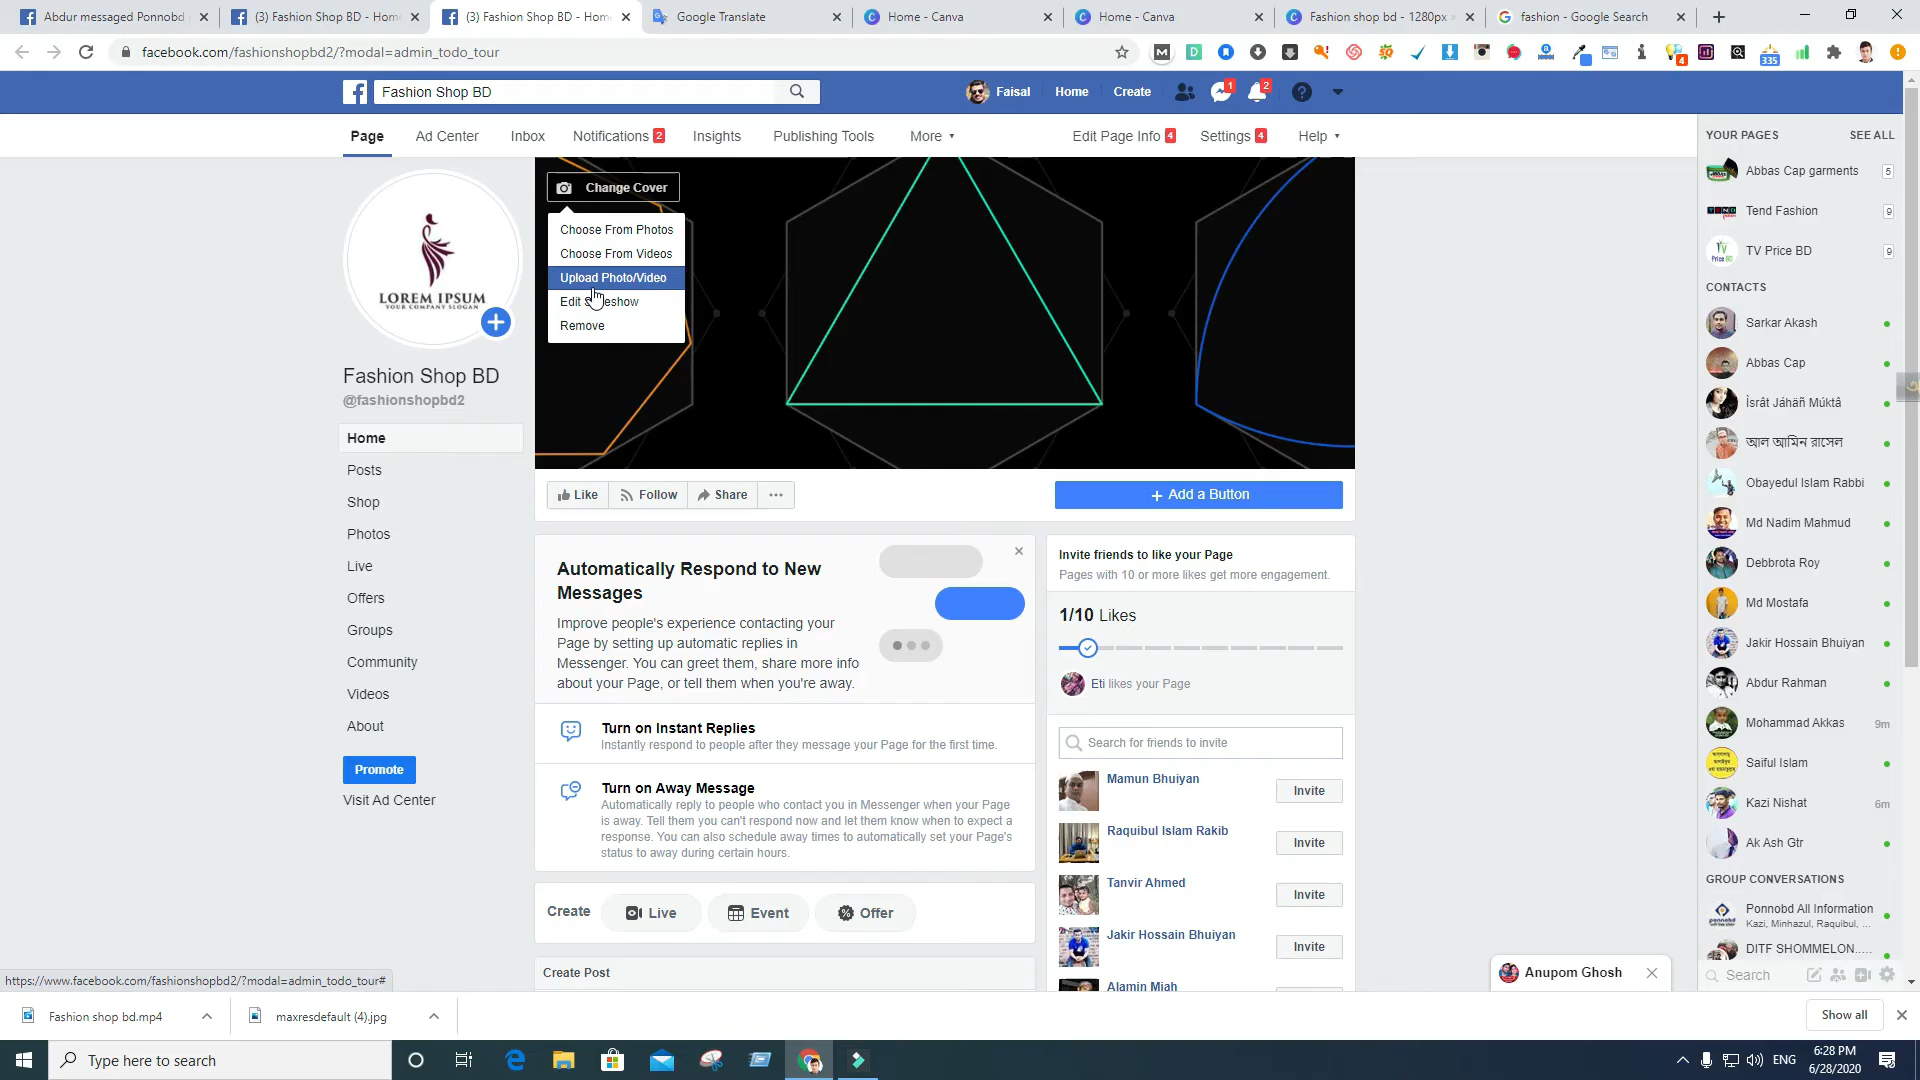 Abdur messaged Ponnobd
(3) Fashion Shop BD - Home
(3) Fashion Shop BD - Home
Google Translate
Home - Canva
Home - Canva
Fashion shop bd - 1280px
fashion - Google Search
facebook.com/fashionshopbd2/?modal=admin_todo_tour
4
335
Fashion Shop BD
Faisal
Home
Create
1
2
Page
Ad Center
Inbox
Notifications 2
Insights
Publishing Tools
More
Edit Page Info 4
Settings 4
Help
Change Cover
Choose From Photos
Choose From Videos
Upload Photo/Video
Edit Slideshow
Remove
LOREM IPSUM
YOUR COMPANY SLOGAN
Fashion Shop BD
@fashionshopbd2
Home
Posts
Shop
Photos
Live
Offers
Groups
Community
Videos
About
Promote
Visit Ad Center
Like
Follow
Share
+ Add a Button
Automatically Respond to New
Messages
Improve people's experience contacting your
Page by setting up automatic replies in
Messenger. You can greet them, share more info
about your Page, or tell them when you're away.
Turn on Instant Replies
Instantly respond to people after they message your Page for the first time.
Turn on Away Message
Automatically reply to people who contact you in Messenger when your Page
is away. Tell them you can't respond now and let them know when to expect a
response. You can also schedule away times to automatically set your Page's
status to away during certain hours.
Create
Live
Event
Offer
Create Post
Invite friends to like your Page
Pages with 10 or more likes get more engagement.
1/10 Likes
Eti likes your Page
Search for friends to invite
Mamun Bhuiyan
Invite
Raquibul Islam Rakib
Invite
Tanvir Ahmed
Invite
Jakir Hossain Bhuiyan
Invite
Alamin Miah
YOUR PAGES
SEE ALL
Abbas Cap garments
5
Tend Fashion
9
TV Price BD
9
CONTACTS
Sarkar Akash
Abbas Cap
Ìsrât Jáhäñ Múktâ
আল আমিন রাসেল
Obayedul Islam Rabbi
Md Nadim Mahmud
Debbrota Roy
Md Mostafa
Jakir Hossain Bhuiyan
Abdur Rahman
Mohammad Akkas
9m
Saiful Islam
Kazi Nishat
6m
Ak Ash Gtr
GROUP CONVERSATIONS
Ponnobd All Information
Kazi, Minhazul, Raquibul, ...
DITF SHOMMELON.....
Search
Anupom Ghosh
https://www.facebook.com/fashionshopbd2/?modal=admin_todo_tour#
Fashion shop bd.mp4
maxresdefault (4).jpg
Show all
Type here to search
ENG
6:28 PM
6/28/2020